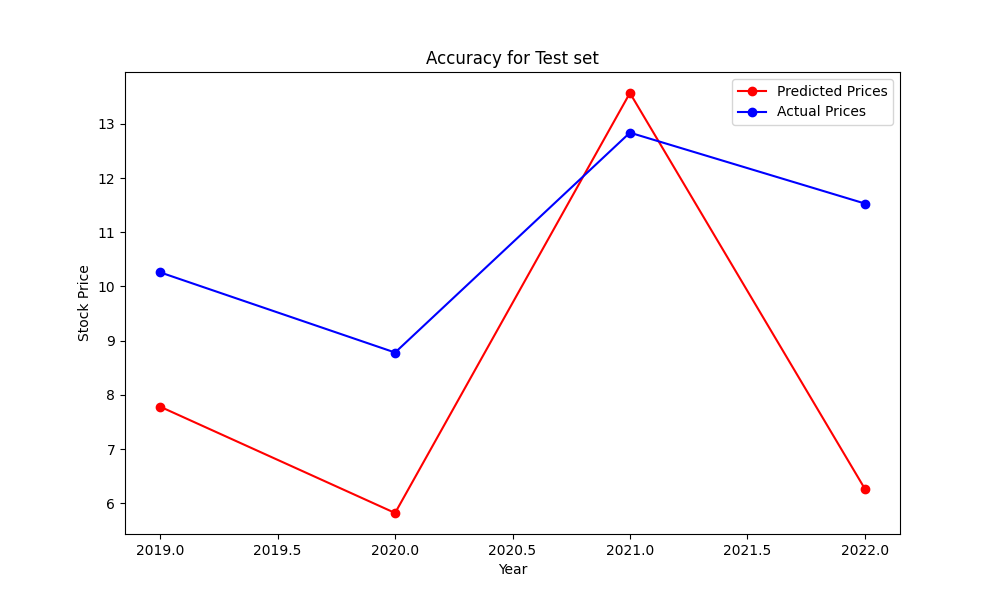 Accuracy for Test set
Predicted Prices
Actual Prices
13
12
11
10
9
8
7
6
Stock Price
2019.0 2019.5 2020.0 2020.5 2021.0 2021.5 2022.0
Year